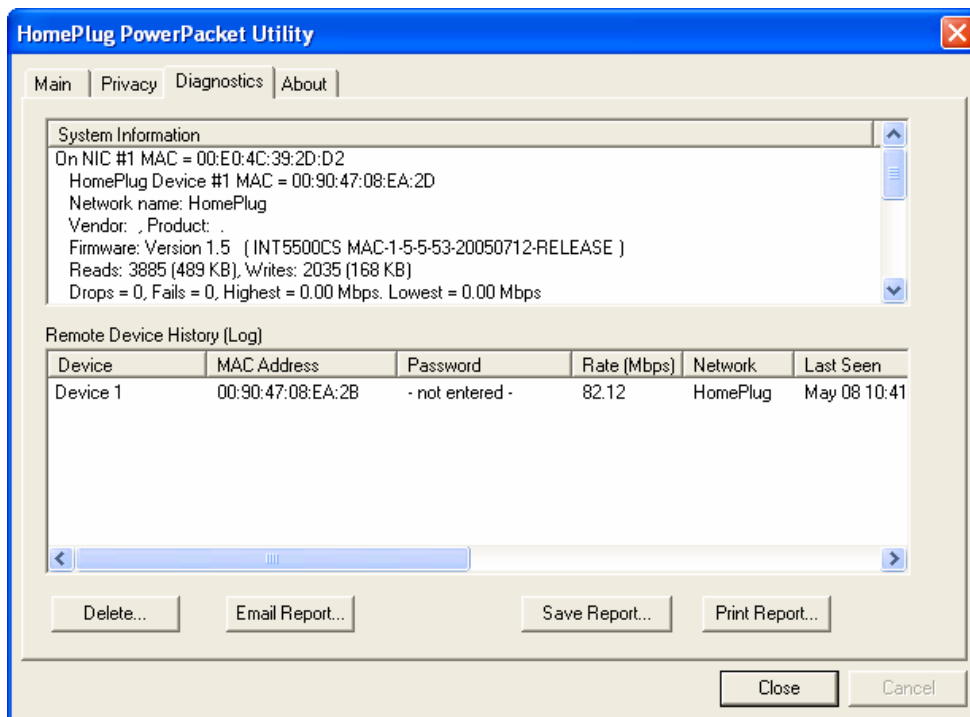 HomePlug PowerPacket Utility
Main Privacy Diagnostics About
System Information
On NIC #1 MAC = 00:E0:4C:39:2D:D2
HomePlug Device #1 MAC = 00:90:47:08:EA:2D
Network name: HomePlug
Vendor: , Product: .
Firmware: Version 1.5 ( INT5500CS MAC-1-5-5-53-20050712-RELEASE )
Reads: 3885 (489 KB), Writes: 2035 (168 KB)
Drops = 0, Fails = 0, Highest = 0.00 Mbps. Lowest = 0.00 Mbps
Remote Device History (Log)
Device MAC Address Password Rate (Mbps) Network Last Seen
Device 1 00:90:47:08:EA:2B - not entered - 82.12 HomePlug May 08 10:41
Delete... Email Report... Save Report... Print Report...
Close Cancel